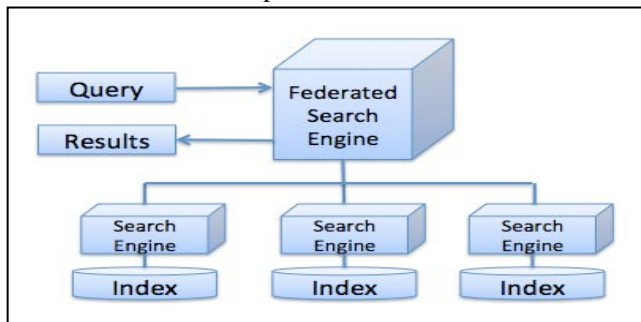 Query
Results
Federated
Search
Engine
Search
Engine
Search
Engine
Search
Engine
Index
Index
Index